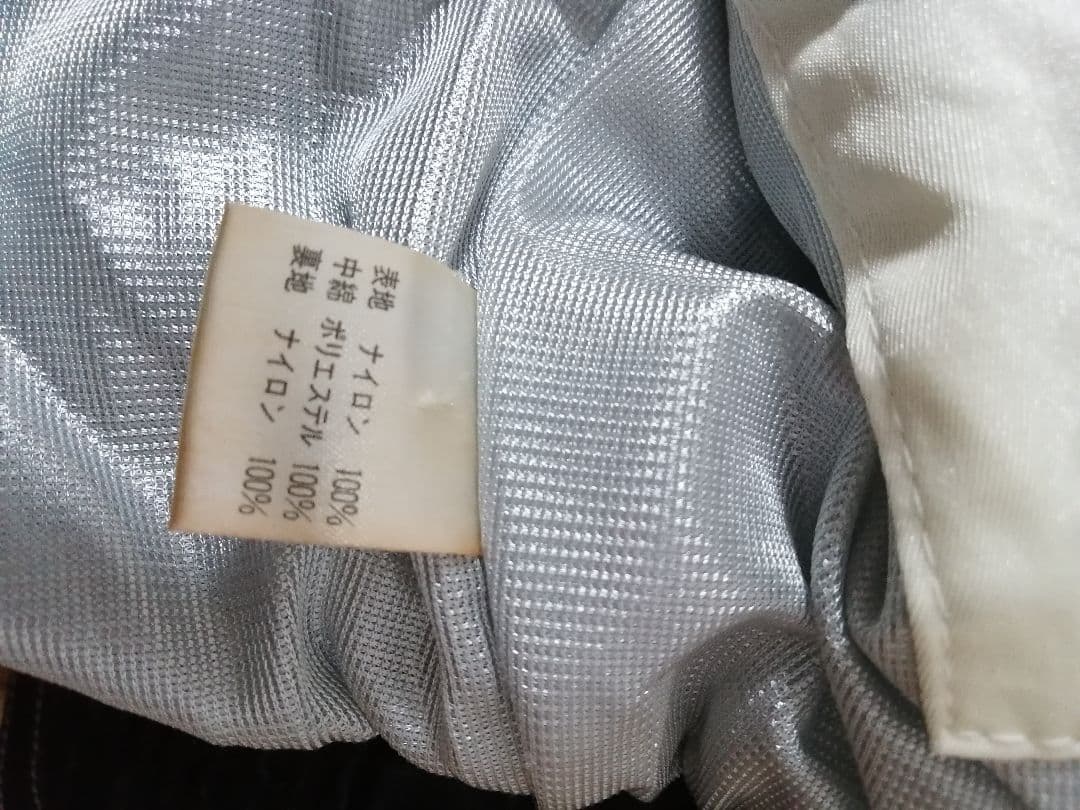 表地 ナイロン 100%
中綿 ポリエステル 100%
裏地 ナイロン 100%